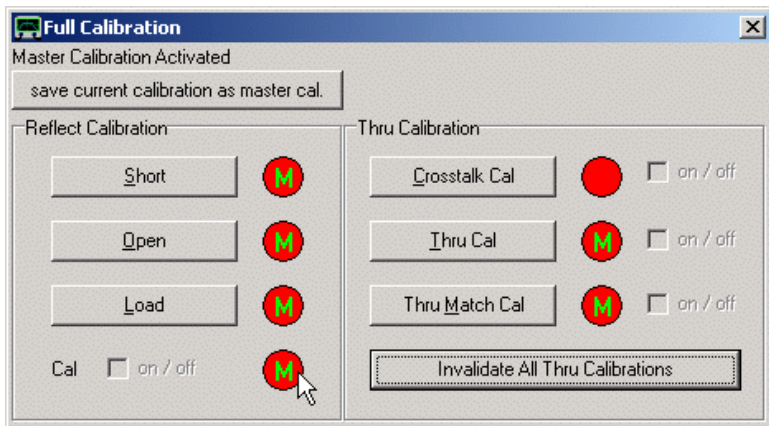 Full Calibration
Master Calibration Activated
save current calibration as master cal.
Reflect Calibration
Short M
Open M
Load M
Cal on / off M
Thru Calibration
Crosstalk Cal on / off
Thru Cal M on / off
Thru Match Cal M on / off
Invalidate All Thru Calibrations